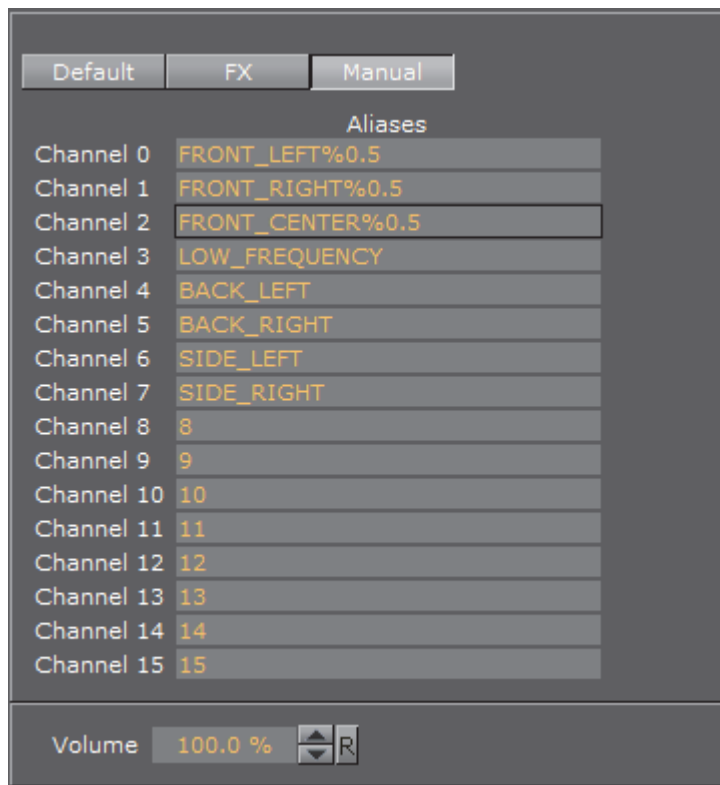 Default FX Manual
Aliases
Channel 0 FRONT_LEFT%0.5
Channel 1 FRONT_RIGHT%0.5
Channel 2 FRONT_CENTER%0.5
Channel 3 LOW_FREQUENCY
Channel 4 BACK_LEFT
Channel 5 BACK_RIGHT
Channel 6 SIDE_LEFT
Channel 7 SIDE_RIGHT
Channel 8 8
Channel 9 9
Channel 10 10
Channel 11 11
Channel 12 12
Channel 13 13
Channel 14 14
Channel 15 15
Volume 100.0 % R